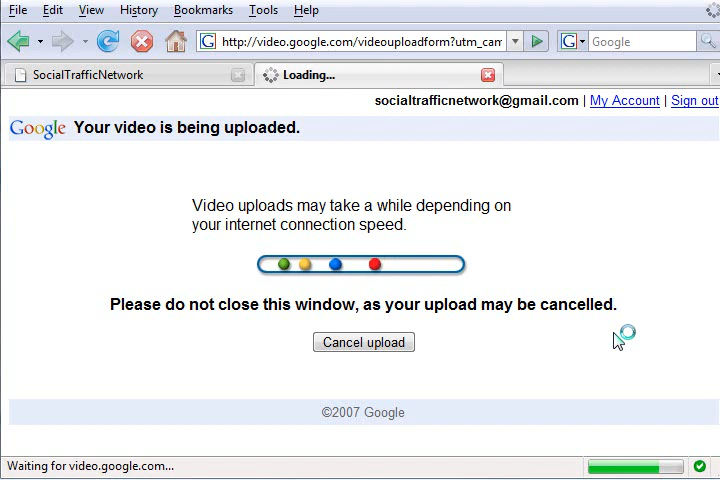 File Edit View History Bookmarks Tools Help
http://video.google.com/videouploadform?utm_cam
Google
SocialTrafficNetwork
Loading...
socialtrafficnetwork@gmail.com | My Account | Sign out
Google Your video is being uploaded.
Video uploads may take a while depending on
your internet connection speed.
Please do not close this window, as your upload may be cancelled.
Cancel upload
©2007 Google
Waiting for video.google.com...